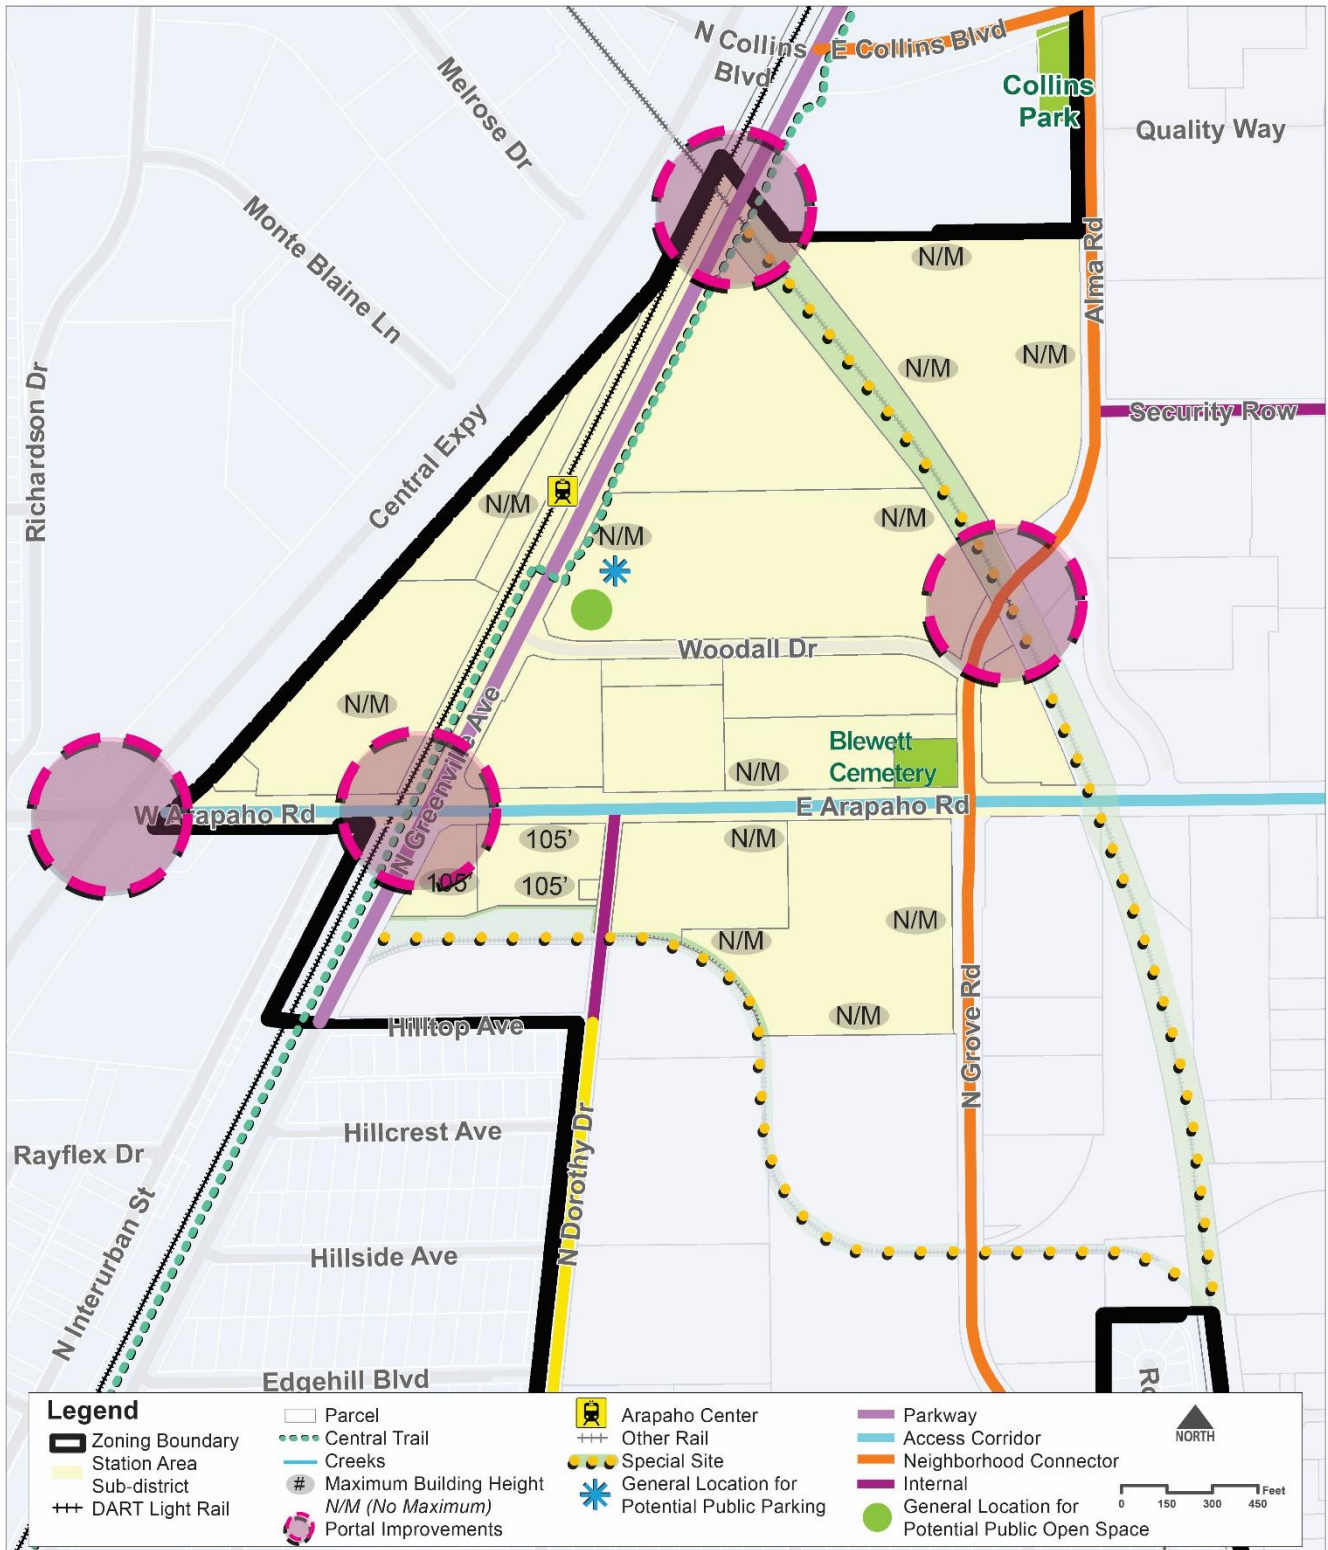 N Collins
Blvd
E Collins Blvd
Melrose Dr
Collins
Park
Quality Way
Monte Blaine Ln
N/M
Alma Rd
N/M
N/M
Richardson Dr
Security Row
Central Expy
N/M
N/M
N/M
Woodall Dr
N/M
N Greenville Ave
Blewett
Cemetery
N/M
W Arapaho Rd
E Arapaho Rd
105'
N/M
105'
105'
N/M
N/M
N/M
Hilltop Ave
N Grove Rd
Hillcrest Ave
Rayflex Dr
N Dorothy Dr
N Interurban St
Hillside Ave
Edgehill Blvd
Legend
Zoning Boundary
Station Area
Sub-district
DART Light Rail
Parcel
Central Trail
Creeks
# Maximum Building Height
N/M (No Maximum)
Portal Improvements
Arapaho Center
Other Rail
Special Site
General Location for
Potential Public Parking
Parkway
Access Corridor
Neighborhood Connector
Internal
General Location for
Potential Public Open Space
NORTH
Feet
0 150 300 450